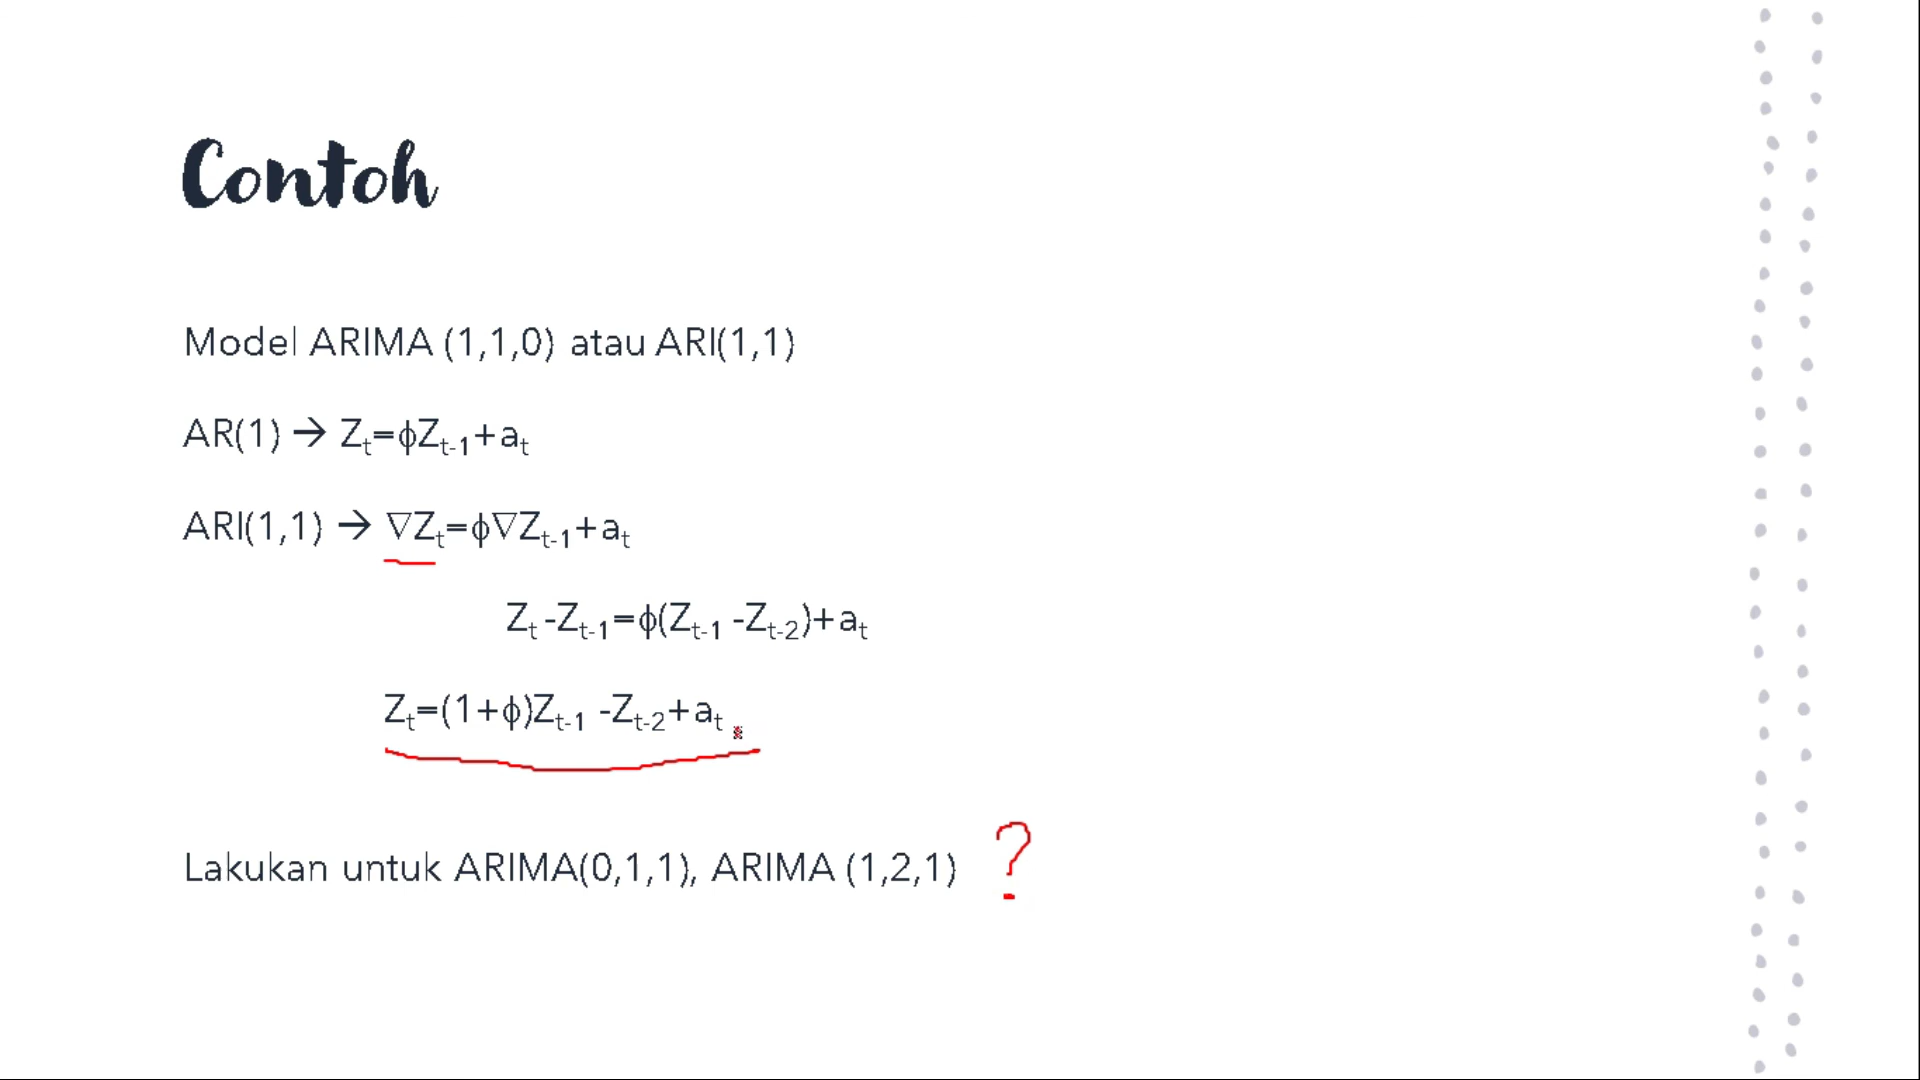 Contoh
Model ARIMA (1,1,0) atau ARI(1,1)
AR(1) → Zₜ=ϕZₜ₋₁+aₜ
ARI(1,1) → ∇Zₜ=ϕ∇Zₜ₋₁+aₜ
Zₜ -Zₜ₋₁=ϕ(Zₜ₋₁ -Zₜ₋₂)+aₜ
Zₜ=(1+ϕ)Zₜ₋₁ -Zₜ₋₂+aₜ
Lakukan untuk ARIMA(0,1,1), ARIMA (1,2,1) ?